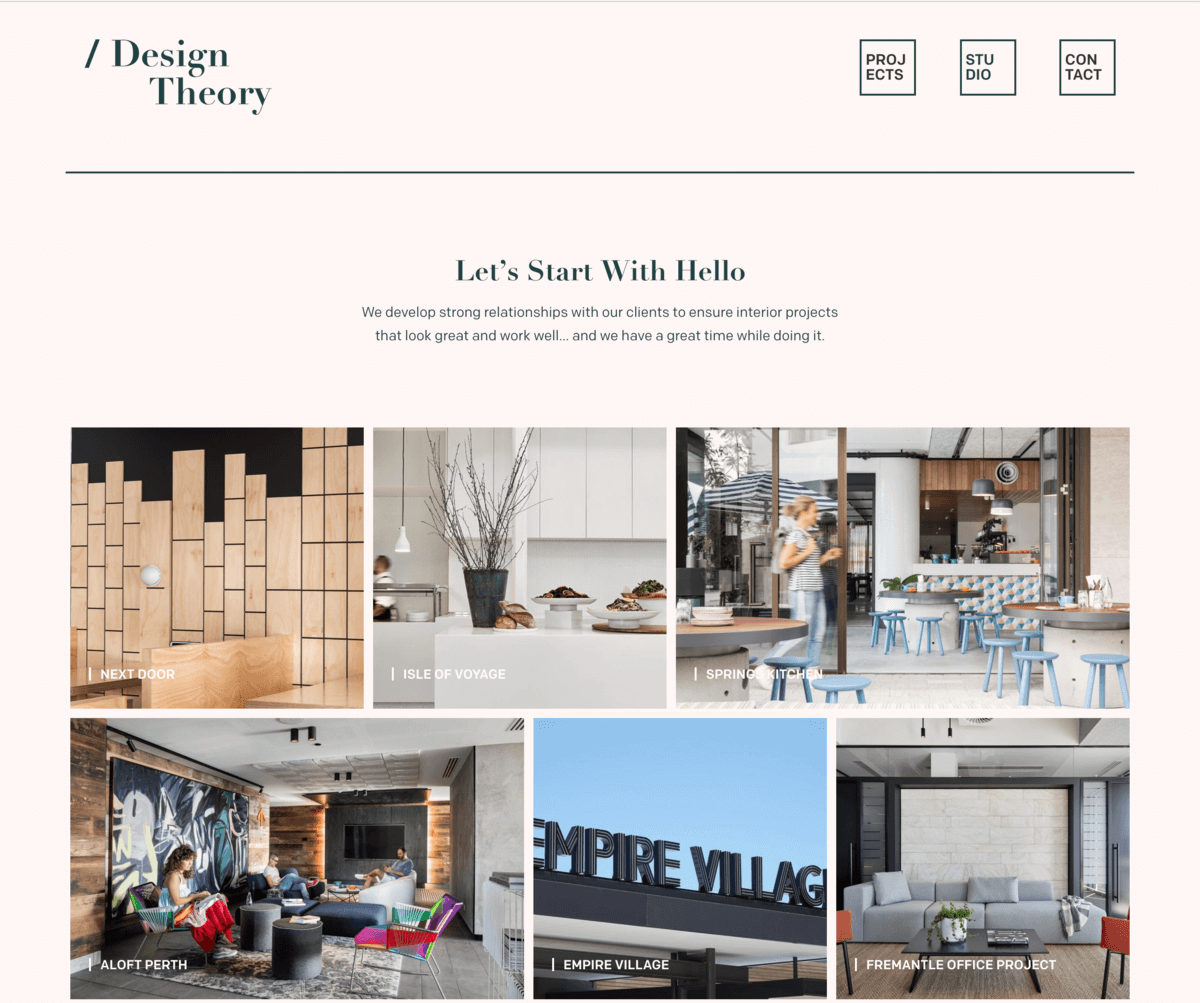 / Design
Theory
PROJ
ECTS
STU
DIO
CON
TACT
Let’s Start With Hello
We develop strong relationships with our clients to ensure interior projects
that look great and work well... and we have a great time while doing it.
| NEXT DOOR
| ISLE OF VOYAGE
| SPRINGS KITCHEN
EMPIRE VILLAG
| ALOFT PERTH
| EMPIRE VILLAGE
| FREMANTLE OFFICE PROJECT